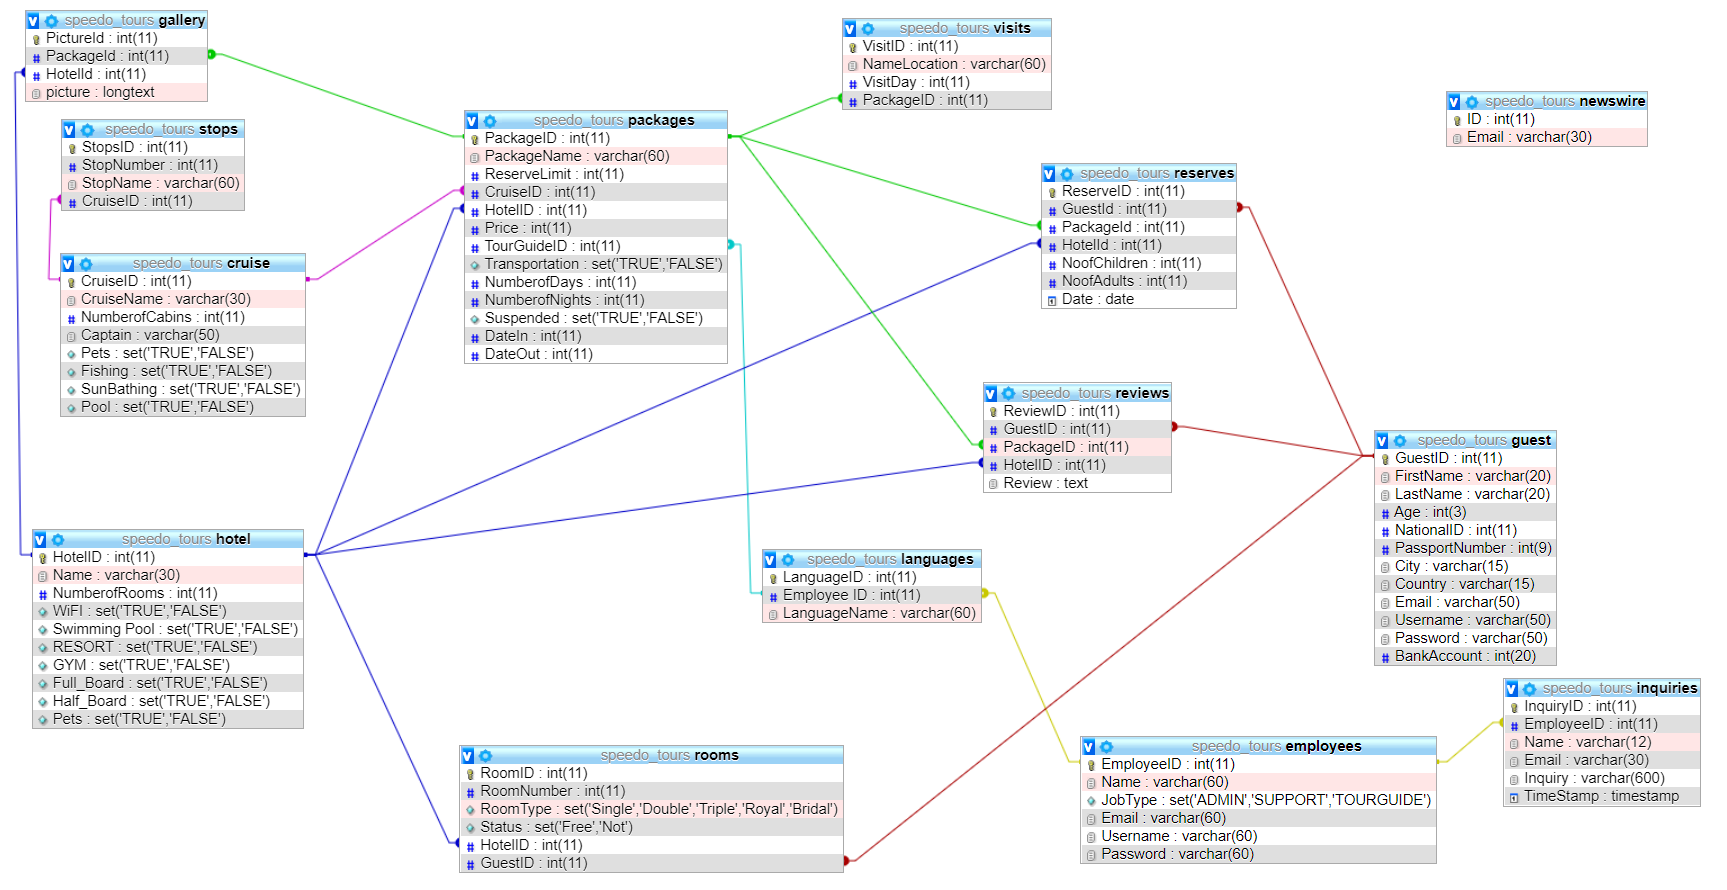 speedo_tours gallery
PictureId : int(11)
PackageId : int(11)
HotelId : int(11)
picture : longtext
speedo_tours stops
StopsID : int(11)
StopNumber : int(11)
StopName : varchar(60)
CruiseID : int(11)
speedo_tours cruise
CruiseID : int(11)
CruiseName : varchar(30)
NumberofCabins : int(11)
Captain : varchar(50)
Pets : set('TRUE','FALSE')
Fishing : set('TRUE','FALSE')
SunBathing : set('TRUE','FALSE')
Pool : set('TRUE','FALSE')
speedo_tours hotel
HotelID : int(11)
Name : varchar(30)
NumberofRooms : int(11)
WiFI : set('TRUE','FALSE')
Swimming Pool : set('TRUE','FALSE')
RESORT : set('TRUE','FALSE')
GYM : set('TRUE','FALSE')
Full_Board : set('TRUE','FALSE')
Half_Board : set('TRUE','FALSE')
Pets : set('TRUE','FALSE')
speedo_tours packages
PackageID : int(11)
PackageName : varchar(60)
ReserveLimit : int(11)
CruiseID : int(11)
HotelID : int(11)
Price : int(11)
TourGuideID : int(11)
Transportation : set('TRUE','FALSE')
NumberofDays : int(11)
NumberofNights : int(11)
Suspended : set('TRUE','FALSE')
DateIn : int(11)
DateOut : int(11)
speedo_tours rooms
RoomID : int(11)
RoomNumber : int(11)
RoomType : set('Single','Double','Triple','Royal','Bridal')
Status : set('Free','Not')
HotelID : int(11)
GuestID : int(11)
speedo_tours visits
VisitID : int(11)
NameLocation : varchar(60)
VisitDay : int(11)
PackageID : int(11)
speedo_tours reserves
ReserveID : int(11)
GuestId : int(11)
PackageId : int(11)
HotelId : int(11)
NoofChildren : int(11)
NoofAdults : int(11)
Date : date
speedo_tours reviews
ReviewID : int(11)
GuestID : int(11)
PackageID : int(11)
HotelID : int(11)
Review : text
speedo_tours languages
LanguageID : int(11)
Employee ID : int(11)
LanguageName : varchar(60)
speedo_tours employees
EmployeeID : int(11)
Name : varchar(60)
JobType : set('ADMIN','SUPPORT','TOURGUIDE')
Email : varchar(60)
Username : varchar(60)
Password : varchar(60)
speedo_tours newswire
ID : int(11)
Email : varchar(30)
speedo_tours guest
GuestID : int(11)
FirstName : varchar(20)
LastName : varchar(20)
Age : int(3)
NationalID : int(11)
PassportNumber : int(9)
City : varchar(15)
Country : varchar(15)
Email : varchar(50)
Username : varchar(50)
Password : varchar(50)
BankAccount : int(20)
speedo_tours inquiries
InquiryID : int(11)
EmployeeID : int(11)
Name : varchar(12)
Email : varchar(30)
Inquiry : varchar(600)
TimeStamp : timestamp